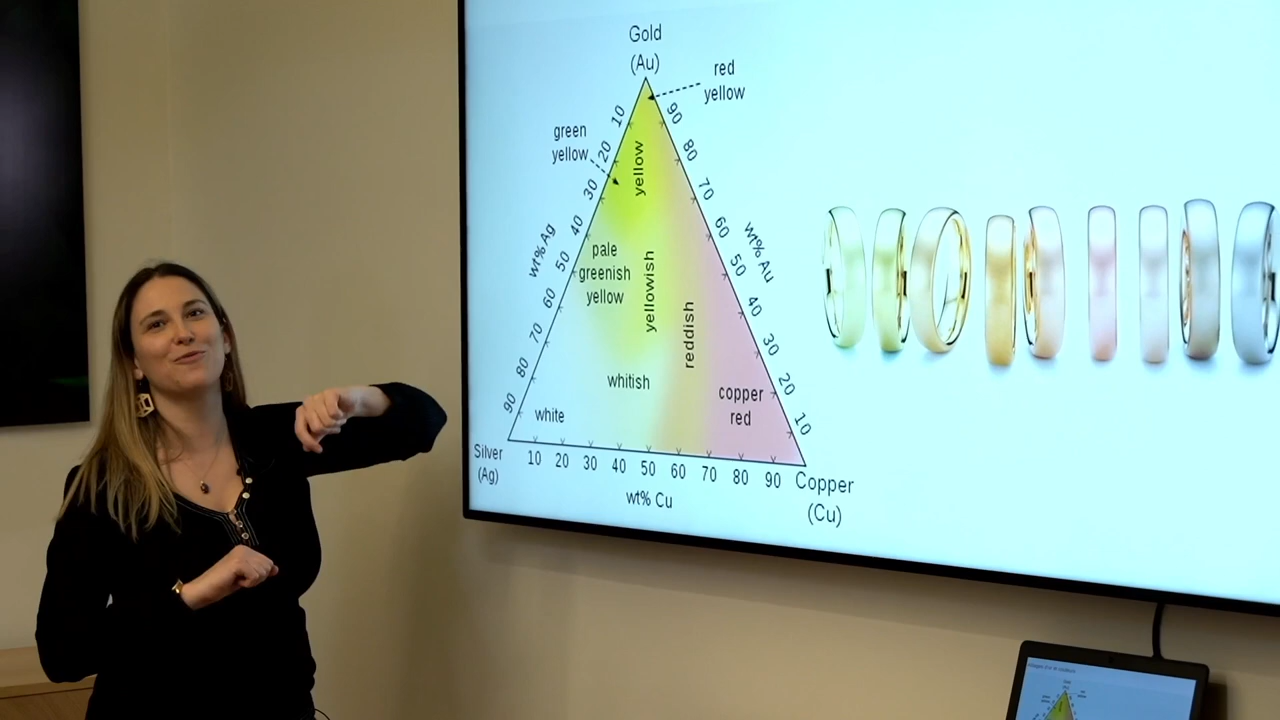 Gold
(Au)
red
yellow
green
yellow
10
20
30
40
50
60
70
80
90
wt% Ag
90
80
70
60
50
40
30
20
10
wt% Au
yellow
pale
greenish
yellow
yellowish
reddish
whitish
copper
red
white
Silver
(Ag)
10 20 30 40 50 60 70 80 90
wt% Cu
Copper
(Cu)